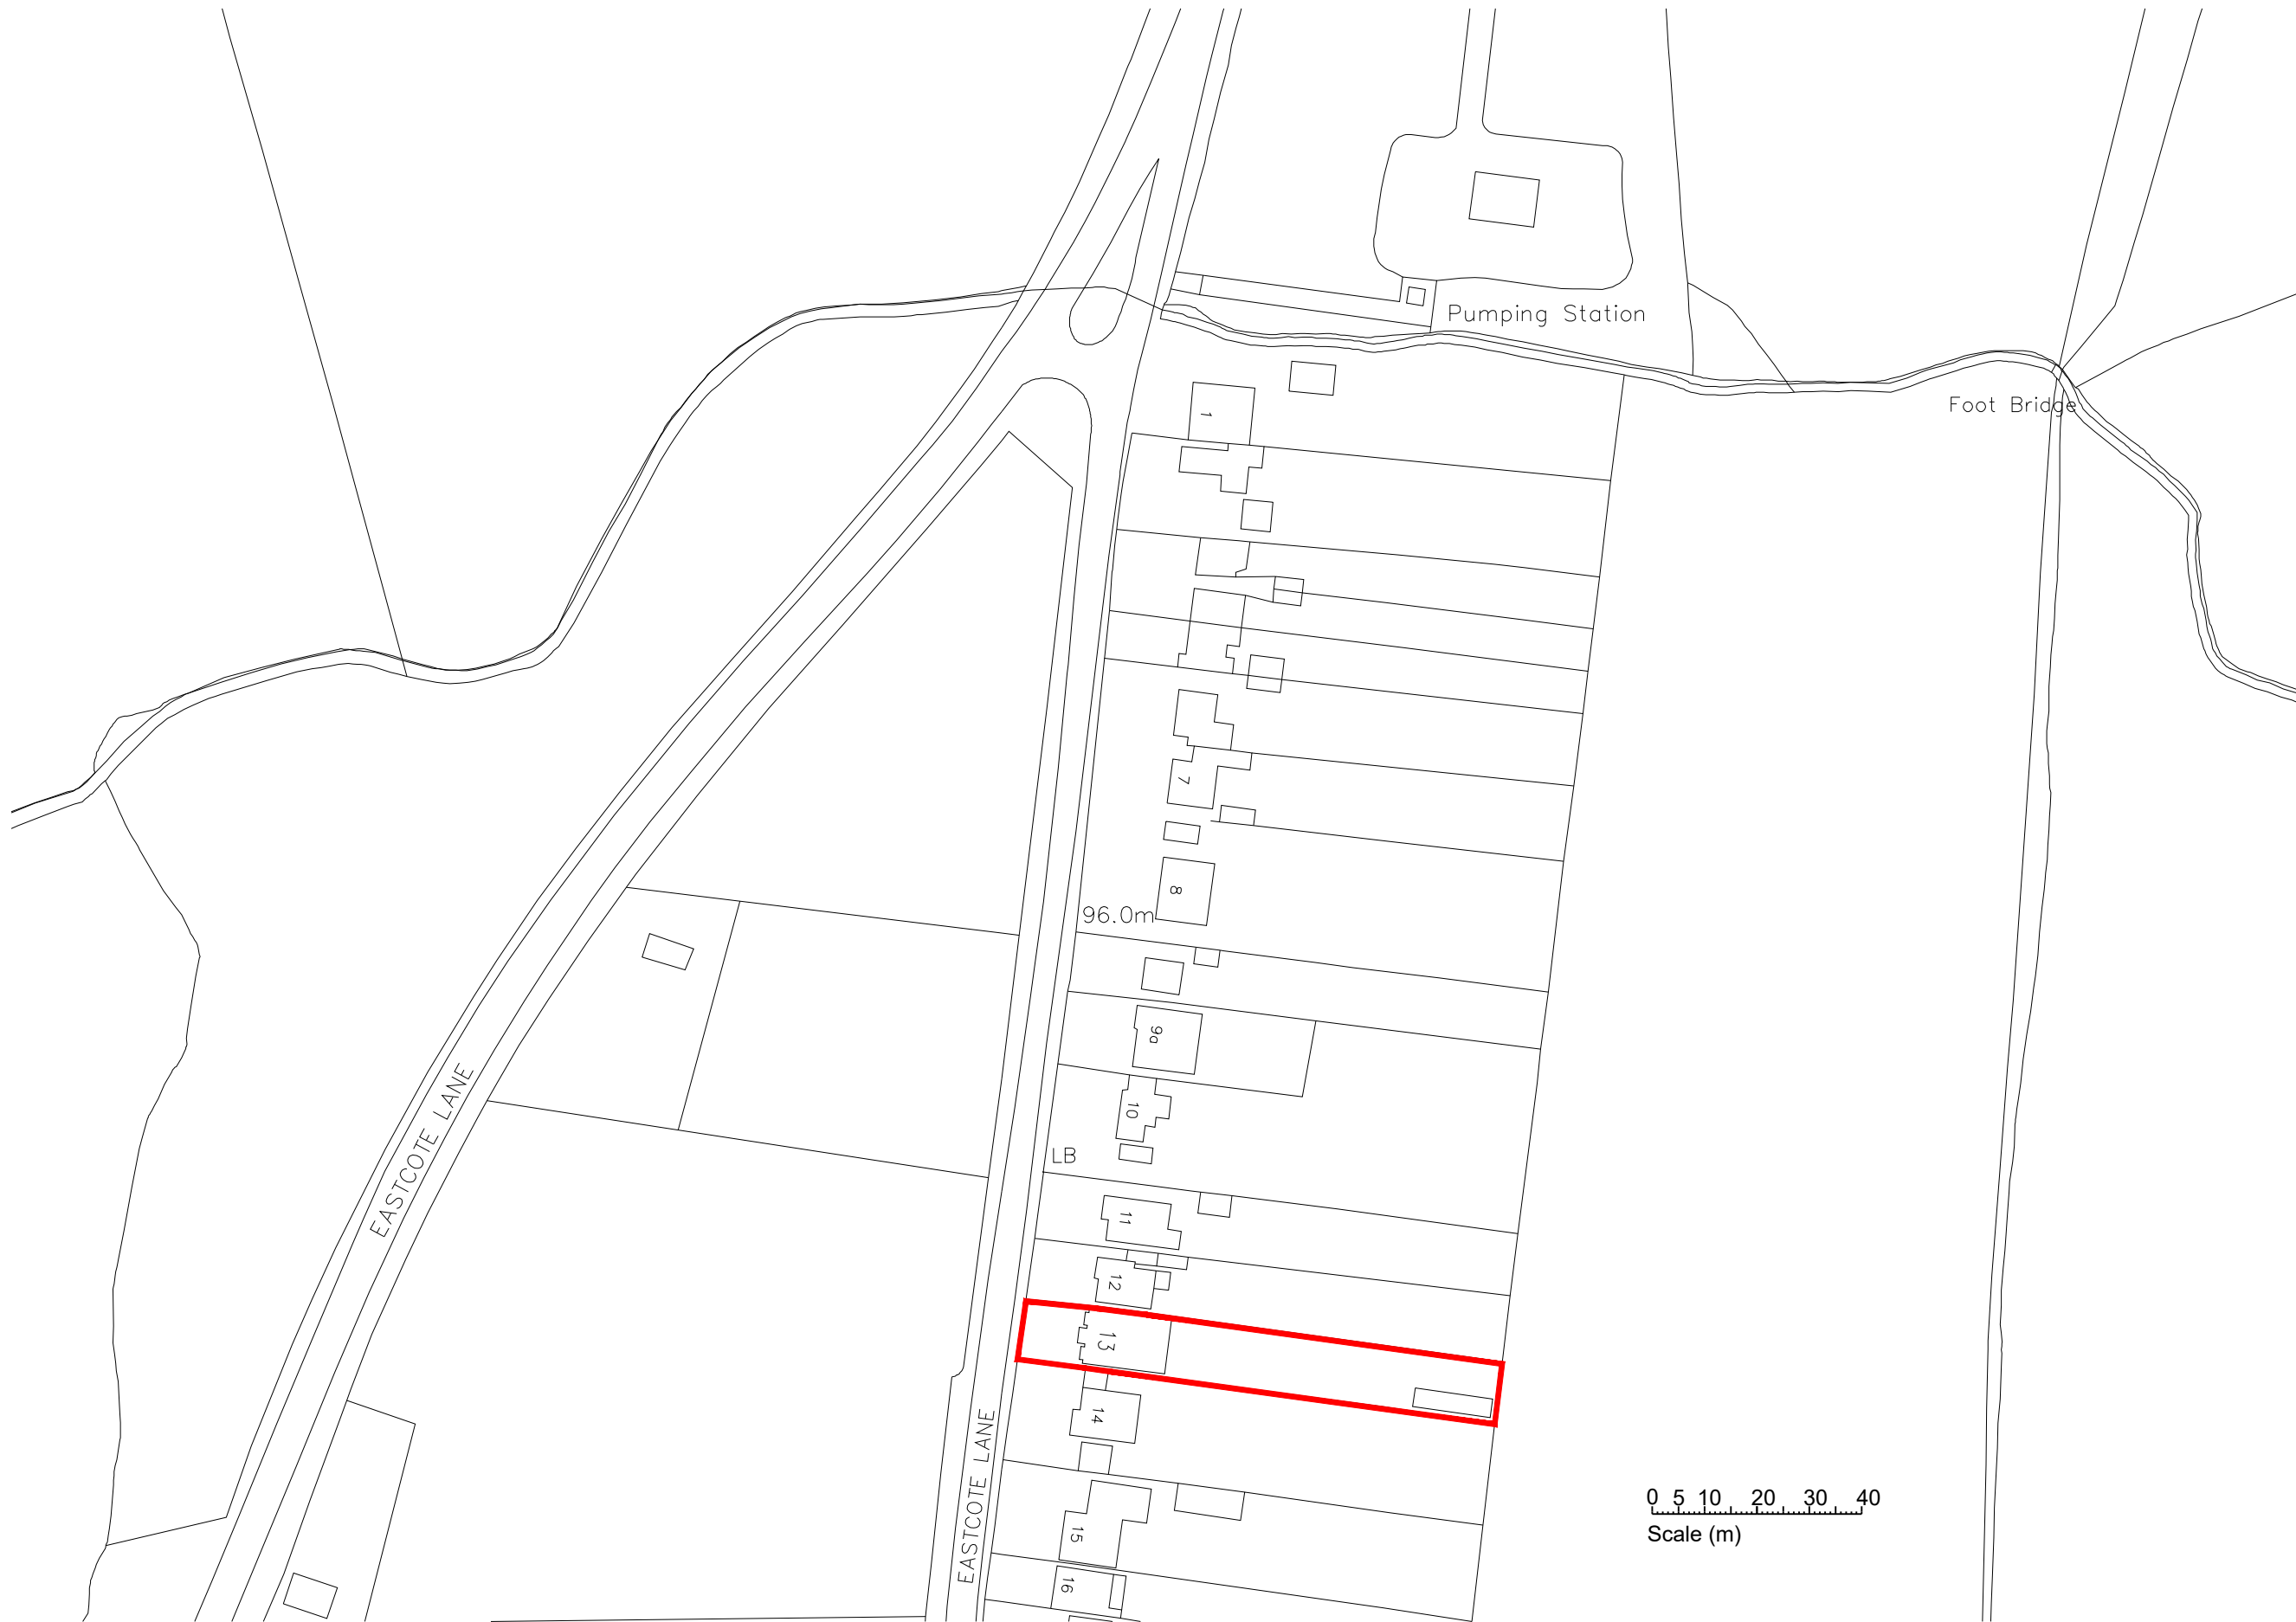 Pumping Station
Foot Bridge
1
7
8
96.0m
9a
10
LB
11
12
13
14
15
16
EASTCOTE LANE
EASTCOTE LANE
0 5 10 20 30 40
Scale (m)